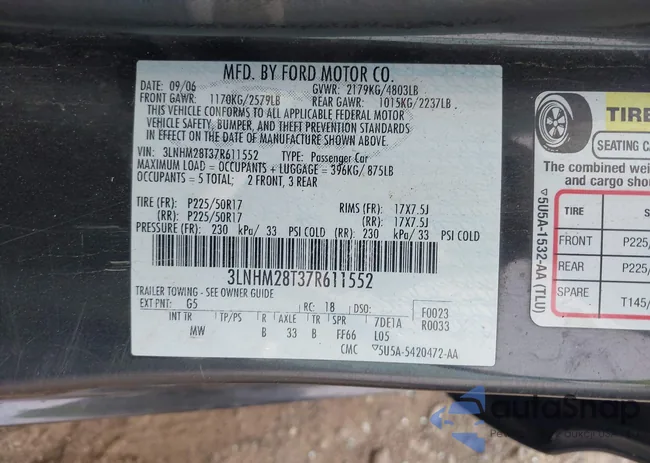 MFD. BY FORD MOTOR CO.
DATE: 09/06 GVWR: 2179KG/4803LB
FRONT GAWR: 1170KG/2579LB REAR GAWR: 1015KG/2237LB
THIS VEHICLE CONFORMS TO ALL APPLICABLE FEDERAL MOTOR
VEHICLE SAFETY, BUMPER, AND THEFT PREVENTION STANDARDS
IN EFFECT ON THE DATE OF MANUFACTURE SHOWN ABOVE.
VIN: 3LNHM28T37R611552 TYPE: Passenger Car
MAXIMUM LOAD = OCCUPANTS + LUGGAGE = 396KG/875LB
OCCUPANTS = 5 TOTAL: 2 FRONT, 3 REAR
TIRE (FR): P225/50R17 RIMS (FR): 17X7.5J
(RR): P225/50R17 (RR): 17X7.5J
PRESSURE (FR): 230 kPa/ 33 PSI COLD (RR): 230 kPa/ 33 PSI COLD
3LNHM28T37R611552
TRAILER TOWING - SEE OWNER GUIDE
EXT PNT: G5 RC: 18 DSO: F0023
R0033
INT TR TP/PS R AXLE TR SPR 7DE1A
MW B 33 B FF66 L05
CMC ▽5U5A-5420472-AA
TIRE
SEATING
The combined
and cargo
TIRE
FRONT P225/
REAR P225/
SPARE T145/
▽5U5A-1532-AA (TLU)
autoSnap